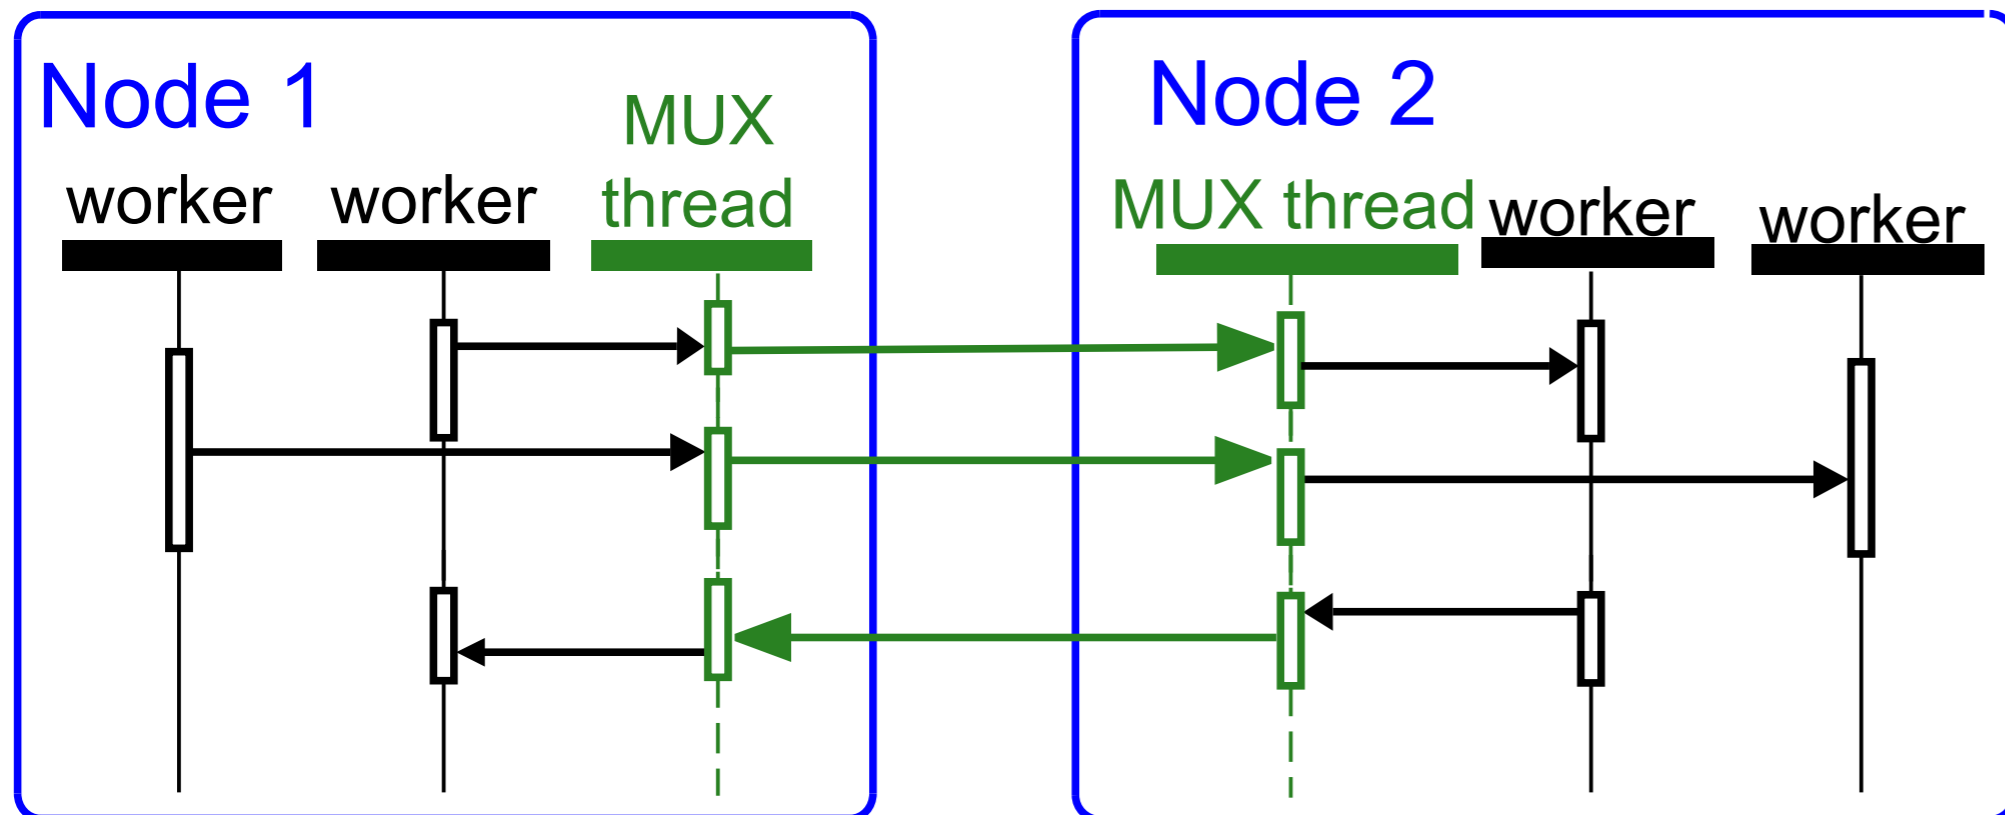 Node 1
worker
worker
MUX
thread
Node 2
MUX thread
worker
worker